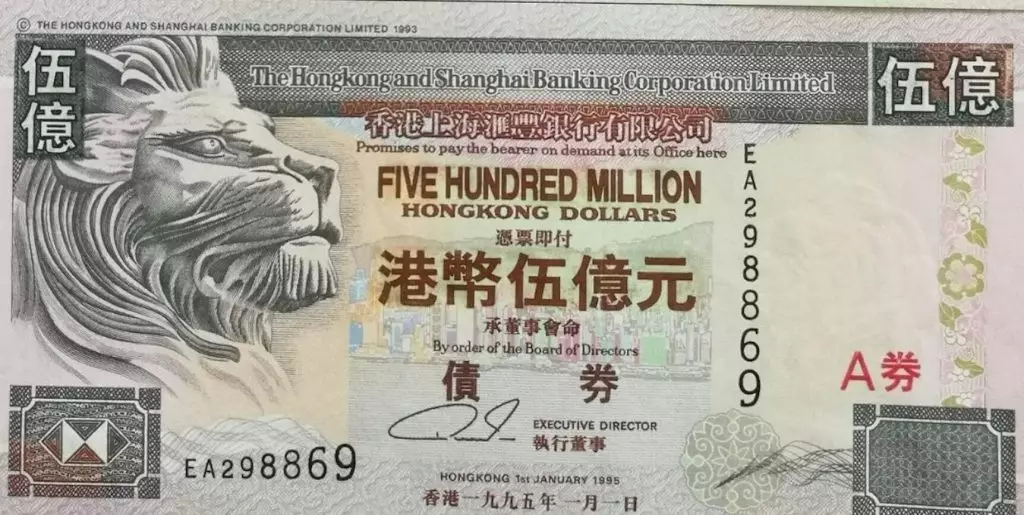 © THE HONGKONG AND SHANGHAI BANKING CORPORATION LIMITED 1993
伍億
The Hongkong and Shanghai Banking Corporation Limited
伍億
香港上海滙豐銀行有限公司
Promises to pay the bearer on demand at its Office here
FIVE HUNDRED MILLION
HONGKONG DOLLARS
憑票即付
港幣伍億元
承董事會命
By order of the Board of Directors
債券
EA298869
A券
EXECUTIVE DIRECTOR
執行董事
EA298869
HONGKONG 1st JANUARY 1995
香港一九九五年一月一日